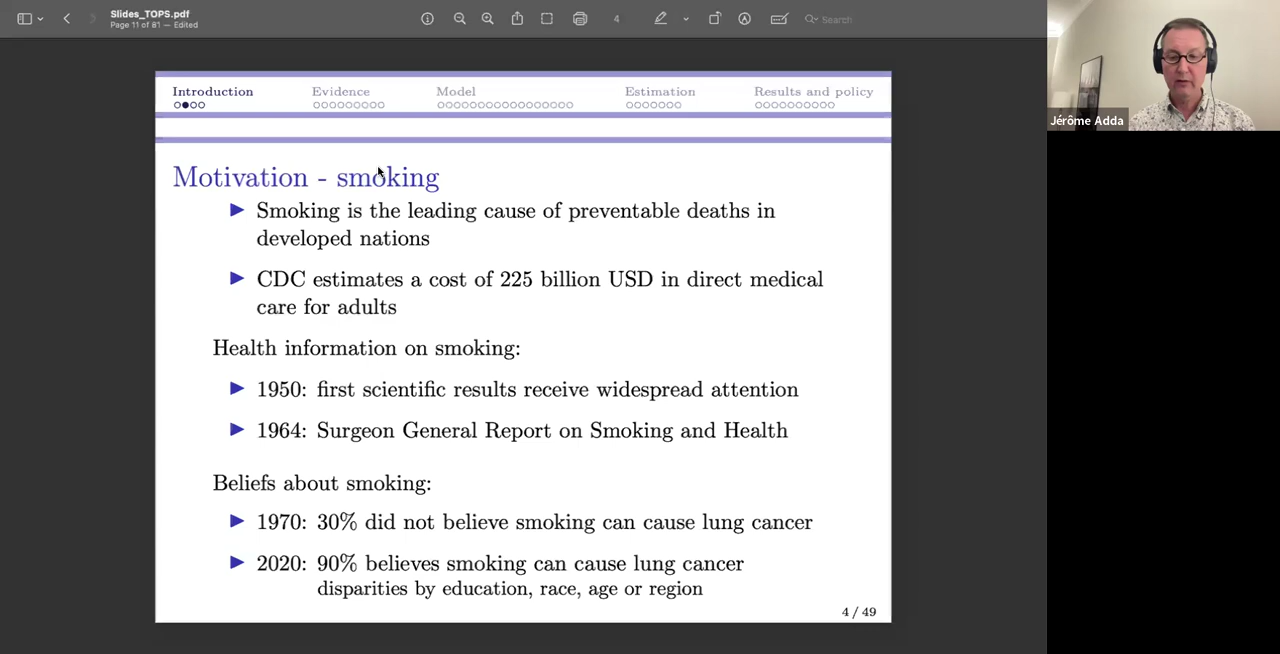 Slides_TOPS.pdf
Page 11 of 81 — Edited
4
Search
Jérôme Adda
Introduction
Evidence
Model
Estimation
Results and policy
Motivation - smoking
Smoking is the leading cause of preventable deaths in
developed nations
CDC estimates a cost of 225 billion USD in direct medical
care for adults
Health information on smoking:
1950: first scientific results receive widespread attention
1964: Surgeon General Report on Smoking and Health
Beliefs about smoking:
1970: 30% did not believe smoking can cause lung cancer
2020: 90% believes smoking can cause lung cancer
disparities by education, race, age or region
4 / 49